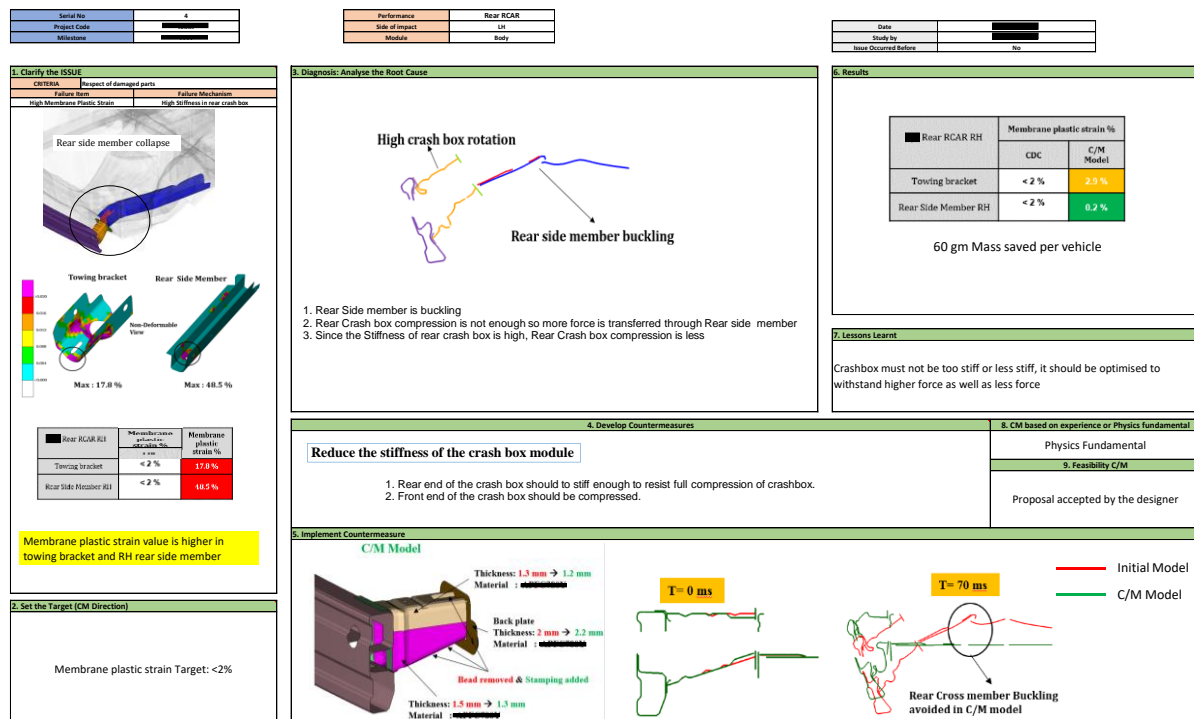 Serial No 4
Project Code
Milestone
Performance Rear RCAR
Side of impact LH
Module Body
Date
Study by
Issue Occurred Before No
1. Clarify the ISSUE
CRITERIA Respect of damaged parts
Failure Item Failure Mechanism
High Membrane Plastic Strain High Stiffness in rear crash box
Rear side member collapse
Towing bracket Rear Side Member
Non-Deformable
View
Max : 17.8 % Max : 48.5 %
Rear RCAR RH Membrane plastic strain % Membrane plastic strain %
Towing bracket < 2 % 17.8 %
Rear Side Member RH < 2 % 48.5 %
Membrane plastic strain value is higher in
towing bracket and RH rear side member
2. Set the Target (CM Direction)
Membrane plastic strain Target: <2%
3. Diagnosis: Analyse the Root Cause
High crash box rotation
Rear side member buckling
1. Rear Side member is buckling
2. Rear Crash box compression is not enough so more force is transferred through Rear side member
3. Since the Stiffness of rear crash box is high, Rear Crash box compression is less
4. Develop Countermeasures
Reduce the stiffness of the crash box module
1. Rear end of the crash box should to stiff enough to resist full compression of crashbox.
2. Front end of the crash box should be compressed.
5. Implement Countermeasure
C/M Model
Thickness: 1.3 mm → 1.2 mm
Material :
Back plate
Thickness: 2 mm → 2.2 mm
Material :
Bead removed & Stamping added
Thickness: 1.5 mm → 1.3 mm
Material :
T= 0 ms
T= 70 ms
Initial Model
C/M Model
Rear Cross member Buckling
avoided in C/M model
6. Results
Rear RCAR RH Membrane plastic strain %
CDC C/M Model
Towing bracket < 2 % 2.9 %
Rear Side Member RH < 2 % 0.2 %
60 gm Mass saved per vehicle
7. Lessons Learnt
Crashbox must not be too stiff or less stiff, it should be optimised to
withstand higher force as well as less force
8. CM based on experience or Physics fundamental
Physics Fundamental
9. Feasibility C/M
Proposal accepted by the designer